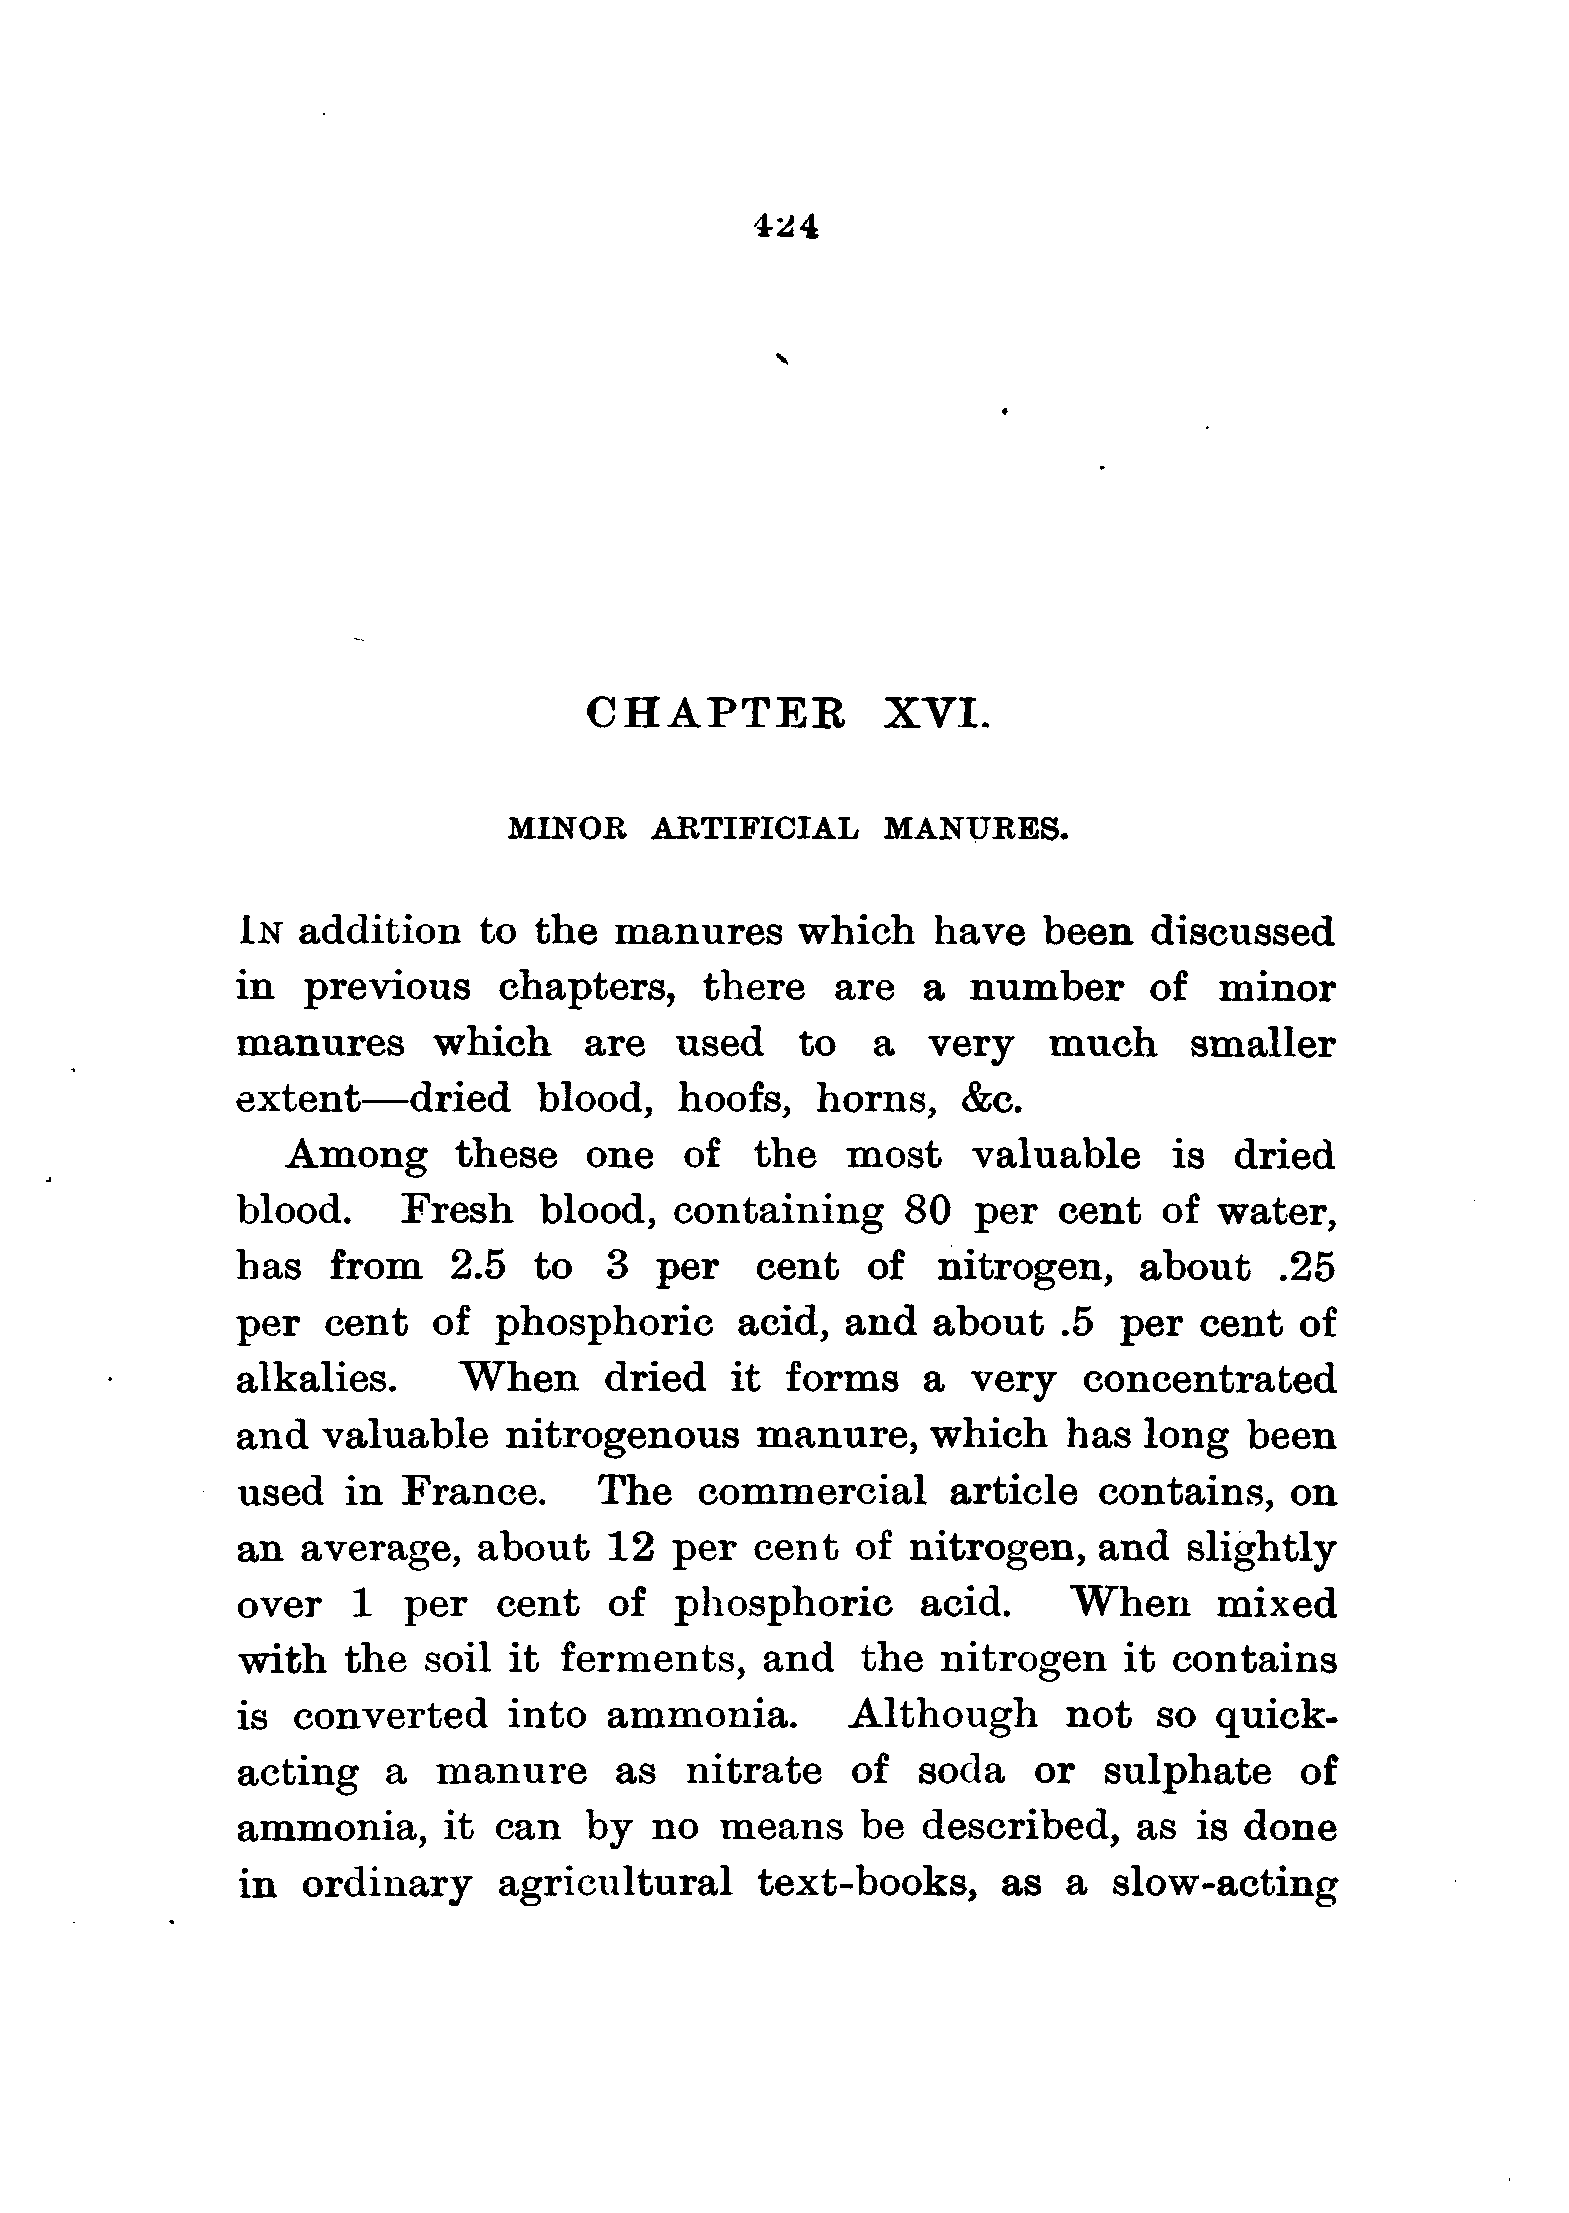 424
CHAPTER XVI.
MINOR ARTIFICIAL MANURES.
IN addition to the manures which have been discussed
in previous chapters, there are a number of minor
manures which are used to a very much smaller
extent—dried blood, hoofs, horns, &c.
Among these one of the most valuable is dried
blood. Fresh blood, containing 80 per cent of water,
has from 2.5 to 3 per cent of nitrogen, about .25
per cent of phosphoric acid, and about .5 per cent of
alkalies. When dried it forms a very concentrated
and valuable nitrogenous manure, which has long been
used in France. The commercial article contains, on
an average, about 12 per cent of nitrogen, and slightly
over 1 per cent of phosphoric acid. When mixed
with the soil it ferments, and the nitrogen it contains
is converted into ammonia. Although not so quick-
acting a manure as nitrate of soda or sulphate of
ammonia, it can by no means be described, as is done
in ordinary agricultural text-books, as a slow-acting